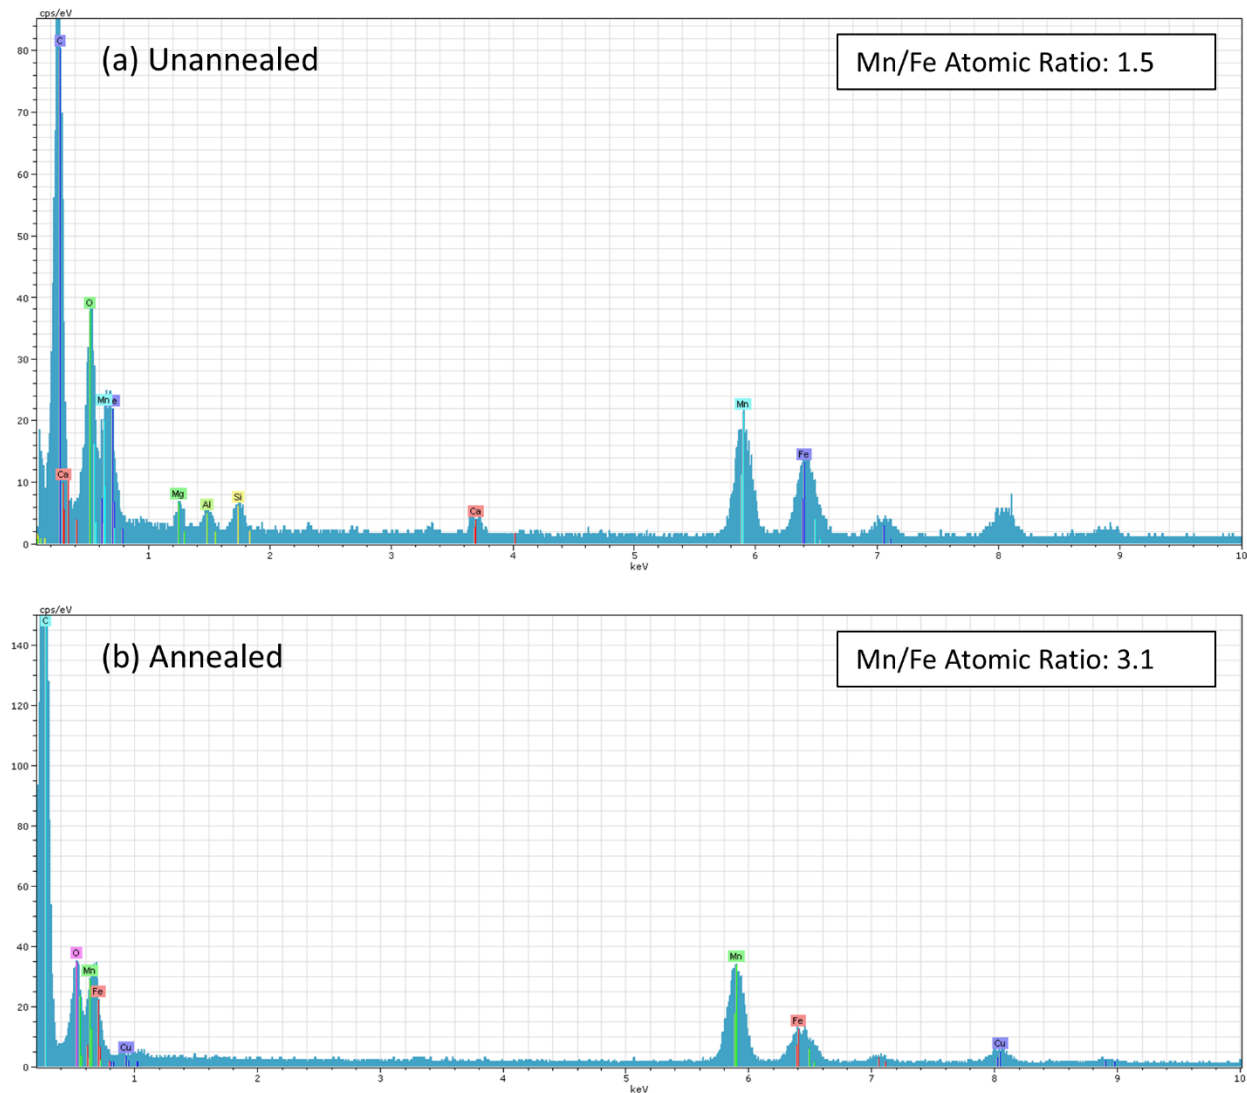 cps/eV
(a) Unannealed
Mn/Fe Atomic Ratio: 1.5
80
70
60
50
40
30
20
10
0
C
O
Mn e
Ca
Mg
Al
Si
Ca
Mn
Fe
1 2 3 4 5 6 7 8 9 10
keV
cps/eV
(b) Annealed
Mn/Fe Atomic Ratio: 3.1
140
120
100
80
60
40
20
0
C
O
Mn
Fe
Cu
Mn
Fe
Cu
1 2 3 4 5 6 7 8 9 10
keV